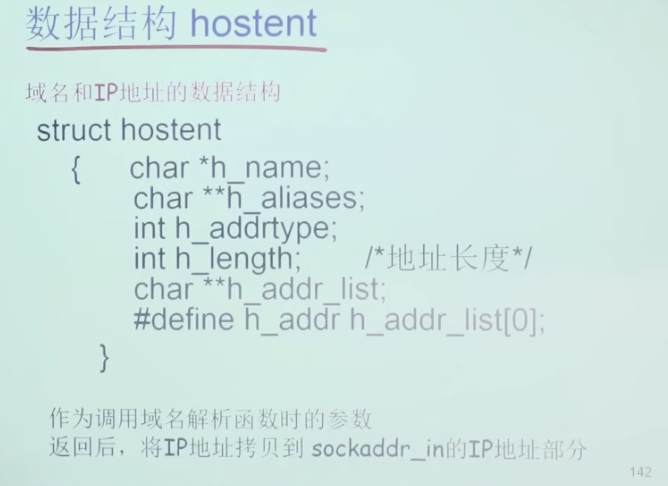 数据结构 hostent
域名和IP地址的数据结构
struct hostent
{ char *h_name;
char **h_aliases;
int h_addrtype;
int h_length; /*地址长度*/
char **h_addr_list;
#define h_addr h_addr_list[0];
}
作为调用域名解析函数时的参数
返回后，将IP地址拷贝到 sockaddr_in的IP地址部分
142